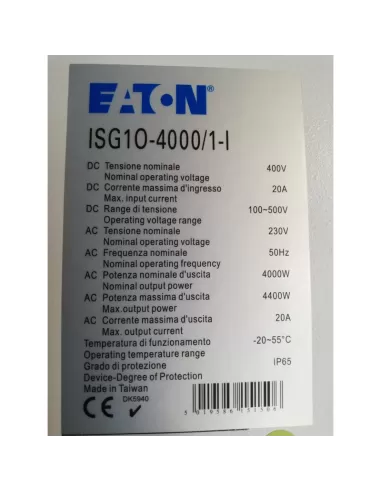 EATON®
ISG1O-4000/1-I
DC Tensione nominale 400V
Nominal operating voltage
DC Corrente massima d'ingresso 20A
Max. input current
DC Range di tensione 100~500V
Operating voltage range
AC Tensione nominale 230V
Nominal operating voltage
AC Frequenza nominale 50Hz
Nominal operating frequency
AC Potenza nominale d'uscita 4000W
Nominal output power
AC Potenza massima d'uscita 4400W
Max. output power
AC Corrente massima d'uscita 20A
Max. output current
Temperatura di funzionamento -20~55°C
Operating temperature range
Grado di protezione IP65
Device-Degree of Protection
Made in Taiwan
CE DK5940